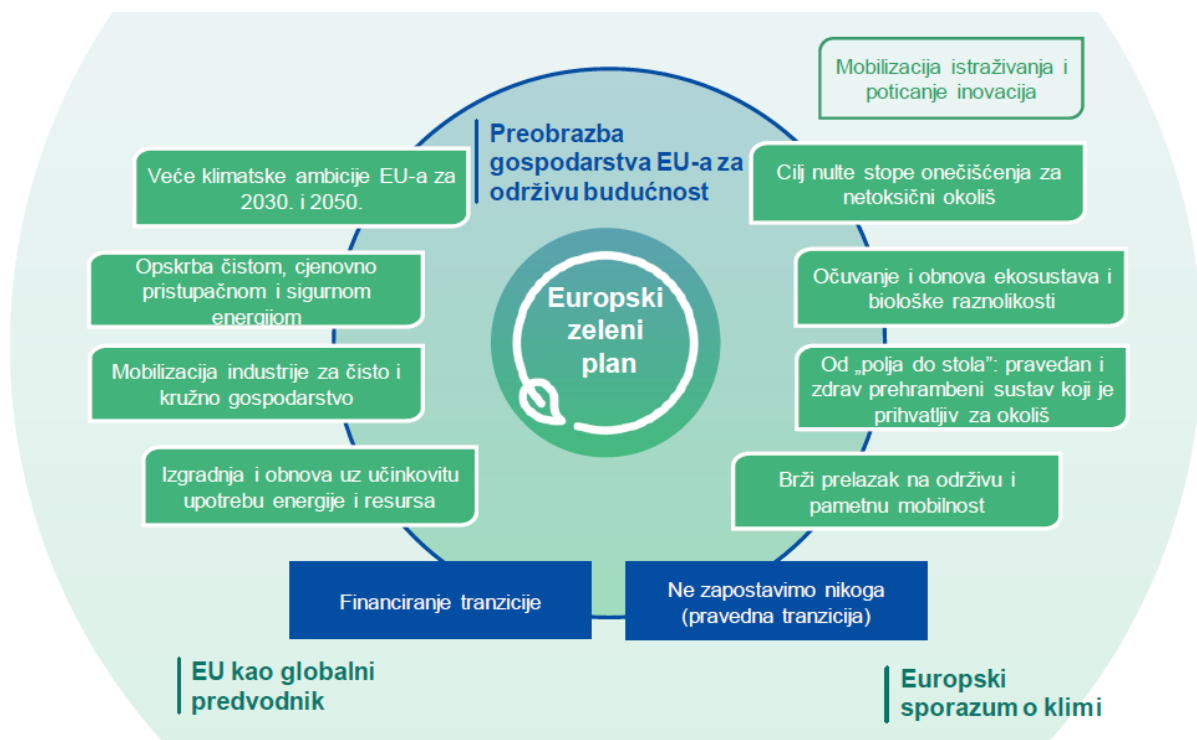 Mobilizacija istraživanja i
poticanje inovacija
Preobrazba
gospodarstva EU-a za
održivu budućnost
Veće klimatske ambicije EU-a za
2030. i 2050.
Cilj nulte stope onečišćenja za
netoksični okoliš
Opskrba čistom, cjenovno
pristupačnom i sigurnom
energijom
Očuvanje i obnova ekosustava i
biološke raznolikosti
Europski
zeleni
plan
Mobilizacija industrije za čisto i
kružno gospodarstvo
Od „polja do stola”: pravedan i
zdrav prehrambeni sustav koji je
prihvatljiv za okoliš
Izgradnja i obnova uz učinkovitu
upotrebu energije i resursa
Brži prelazak na održivu i
pametnu mobilnost
Financiranje tranzicije
Ne zapostavimo nikoga
(pravedna tranzicija)
EU kao globalni
predvodnik
Europski
sporazum o klimi